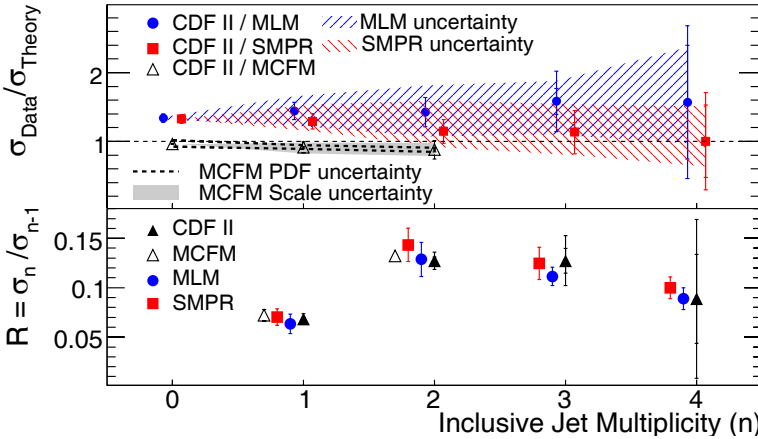 CDF II / MLM
MLM uncertainty
CDF II / SMPR
SMPR uncertainty
CDF II / MCFM
σData/σTheory
2
1
MCFM PDF uncertainty
MCFM Scale uncertainty
R = σn/σn-1
0.15
0.1
0.05
CDF II
MCFM
MLM
SMPR
0 1 2 3 4
Inclusive Jet Multiplicity (n)